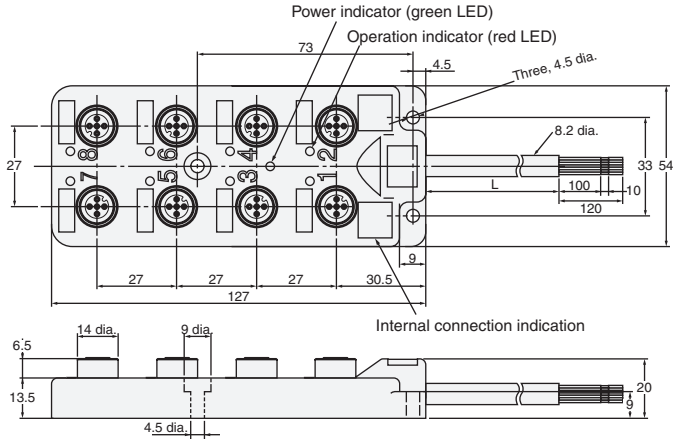 Power indicator (green LED)
Operation indicator (red LED)
73
4.5
Three, 4.5 dia.
8.2 dia.
27
8
6
4
2
7
5
3
1
33
54
L
100
10
120
9
27
27
27
30.5
127
Internal connection indication
14 dia.
9 dia.
6.5
13.5
4.5 dia.
20
9